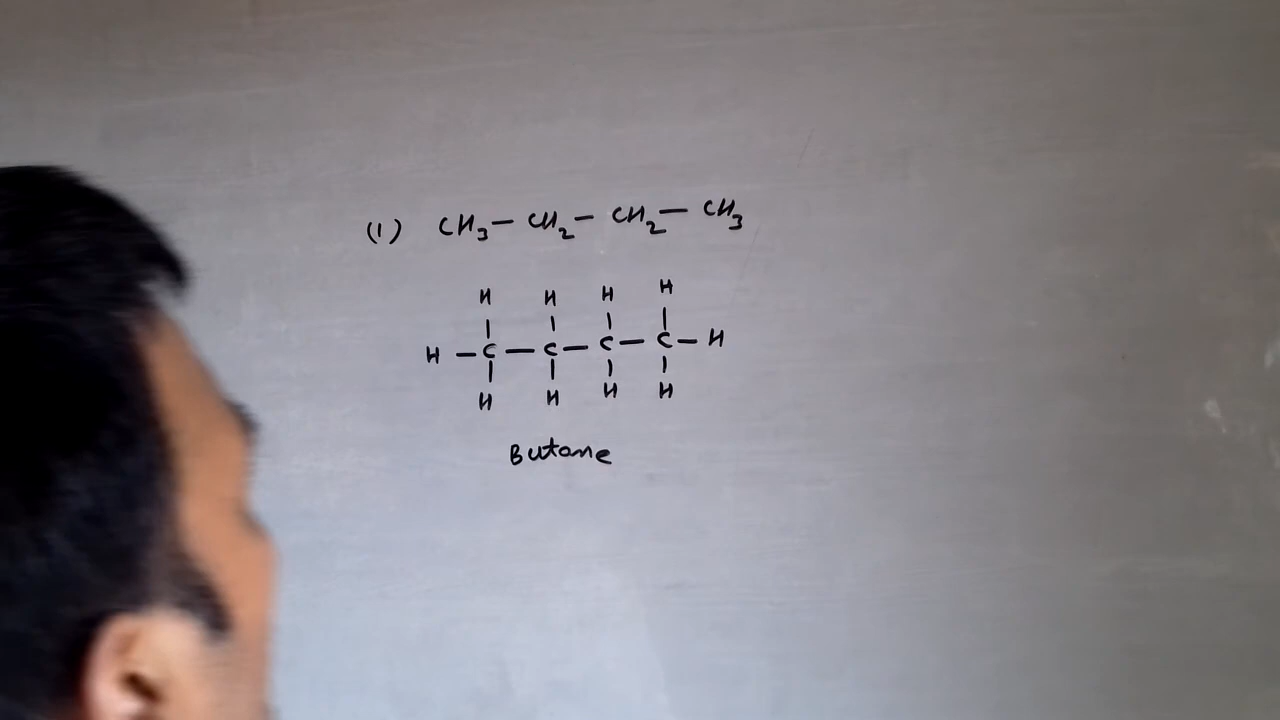 (1) CH₃ — CH₂ — CH₂ — CH₃
H H H H
| | | |
H — C — C — C — C — H
| | | |
H H H H
Butane